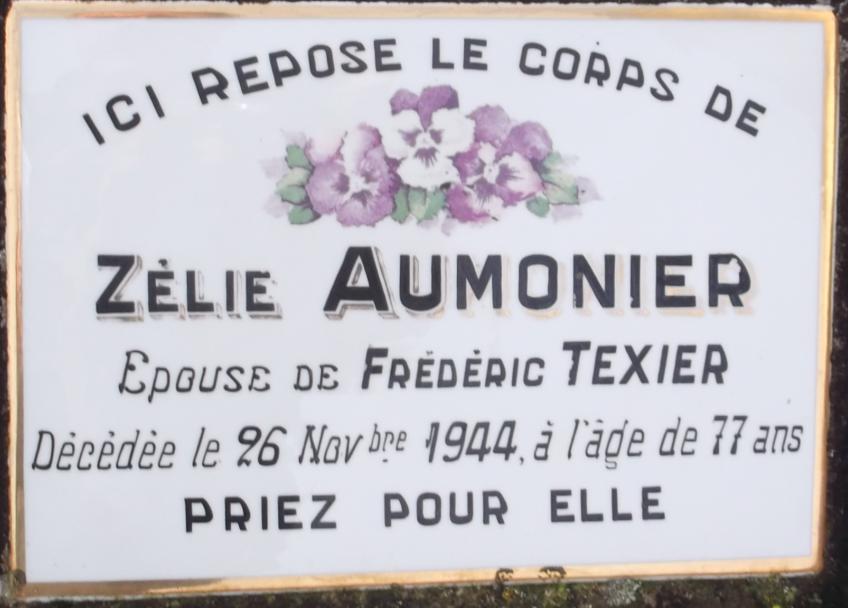 ICI REPOSE LE CORPS DE
ZÉLIE AUMONIER
Epouse de FRÉDÉRIC TEXIER
Décédée le 26 Novbre 1944, à l'âge de 77 ans
PRIEZ POUR ELLE